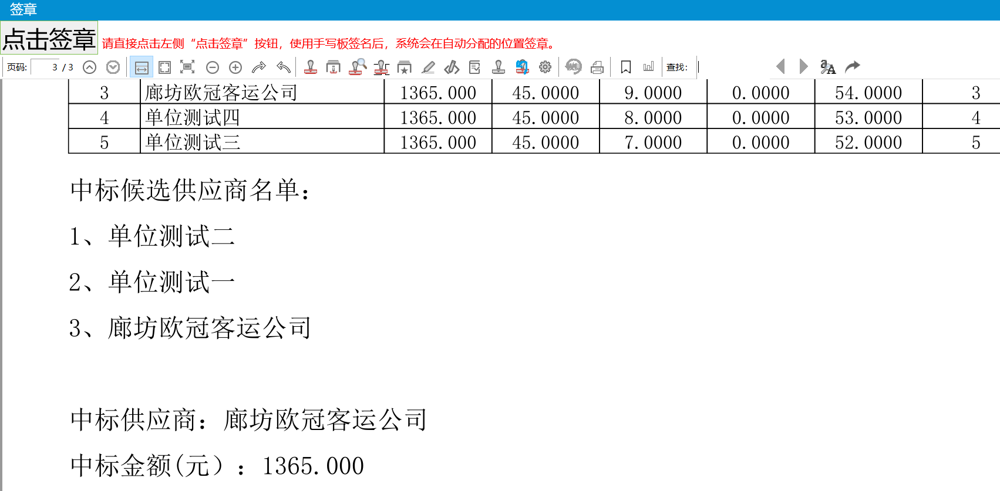 签章
点击签章 请直接点击左侧“点击签章”按钮，使用手写板签名后，系统会在自动分配的位置签章。
页码: 3 / 3 查找:
3 廊坊欧冠客运公司 1365.000 45.0000 9.0000 0.0000 54.0000 3
4 单位测试四 1365.000 45.0000 8.0000 0.0000 53.0000 4
5 单位测试三 1365.000 45.0000 7.0000 0.0000 52.0000 5
中标候选供应商名单：
1、单位测试二
2、单位测试一
3、廊坊欧冠客运公司
中标供应商：廊坊欧冠客运公司
中标金额(元）：1365.000